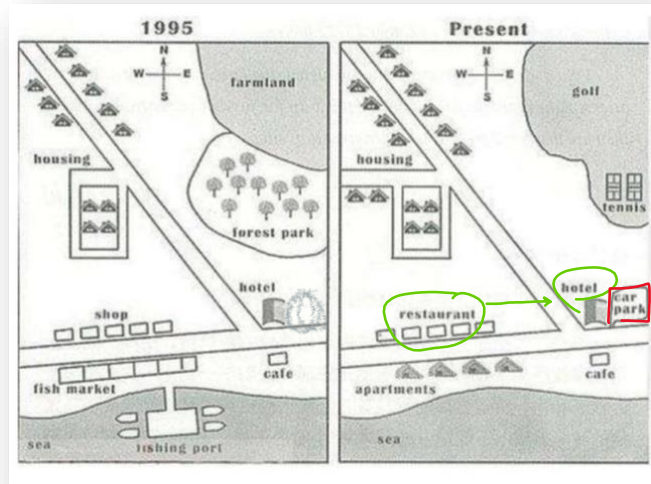 1995
N
W E
S
farmland
housing
forest park
hotel
shop
cafe
fish market
sea
fishing port
Present
N
W E
S
golf
housing
tennis
hotel
car
park
restaurant
cafe
apartments
sea